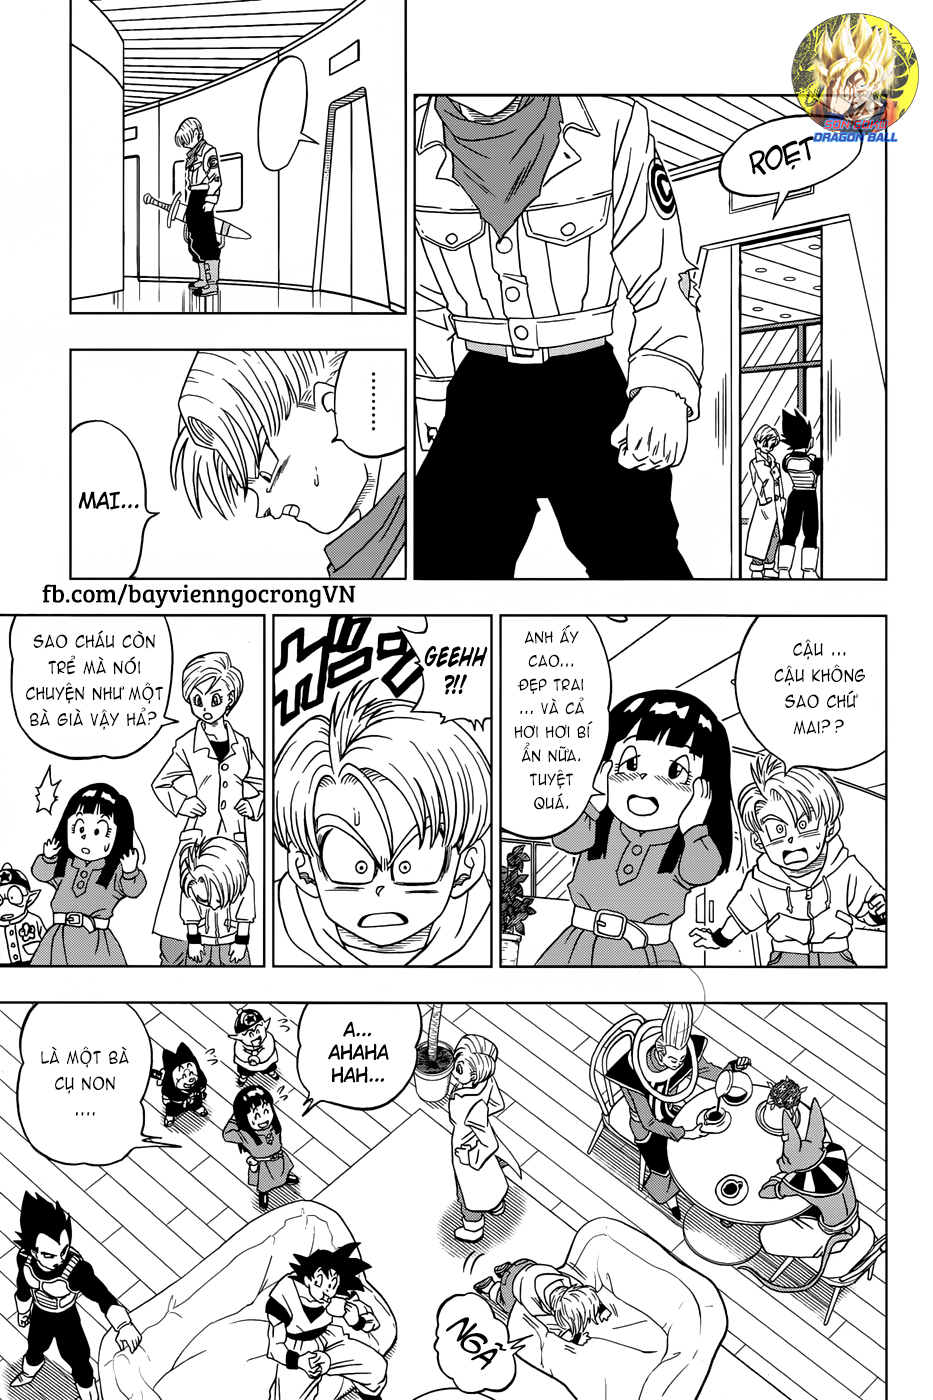 SON GOKU
DRAGON BALL
ROẸT
........
MAI...
fb.com/bayvienngocrongVN
CẬU ...
CẬU KHÔNG
SAO CHỨ
MAI??
ANH ẤY
CAO...
ĐẸP TRAI
... VÀ CẢ
HƠI HƠI BÍ
ẨN NỮA.
TUYỆT
QUÁ.
GEEHH
?!!
SAO CHÁU CÒN
TRẺ MÀ NÓI
CHUYỆN NHƯ MỘT
BÀ GIÀ VẬY HẢ?
A...
AHAHA
HAH...
LÀ MỘT BÀ
CỤ NON
....
NGÃ